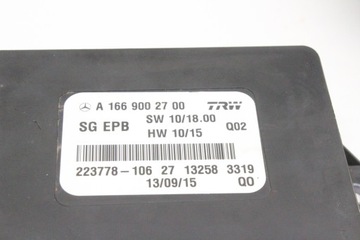 A 166 900 27 00 TRW
SG EPB SW 10/18.00 Q02
HW 10/15
223778-106 27 13258 3319
13/09/15 QO